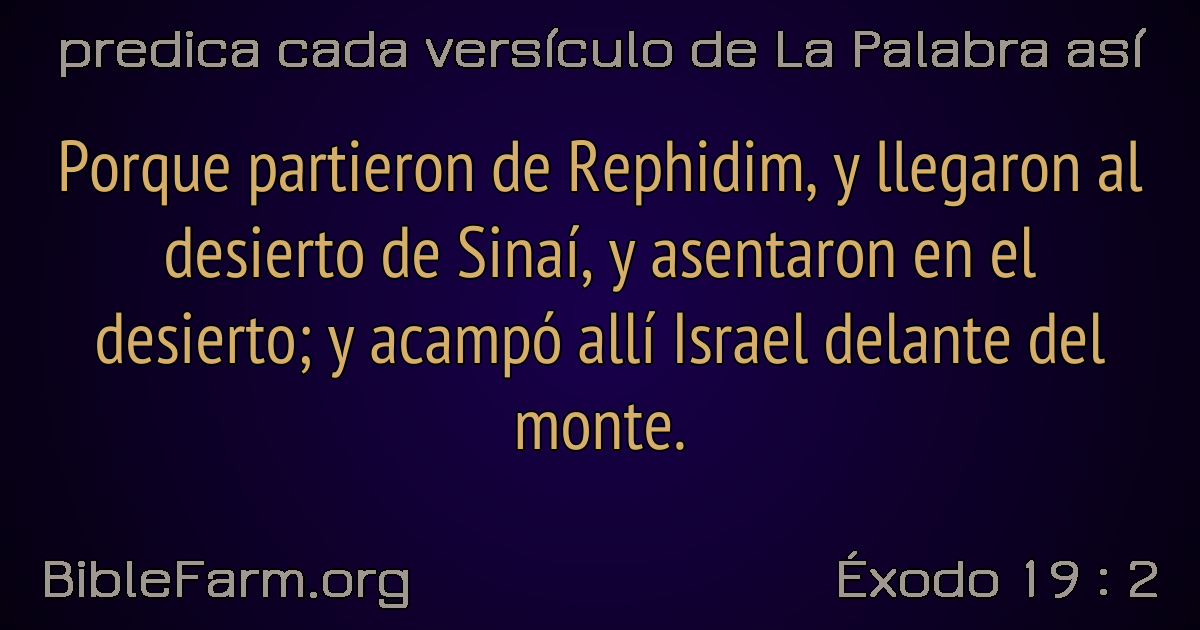 predica cada versículo de La Palabra así
Porque partieron de Rephidim, y llegaron al
desierto de Sinaí, y asentaron en el
desierto; y acampó allí Israel delante del
monte.
BibleFarm.org
Éxodo 19 : 2